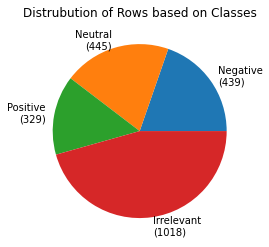 Distrubution of Rows based on Classes
Neutral
(445)
Negative
(439)
Positive
(329)
Irrelevant
(1018)